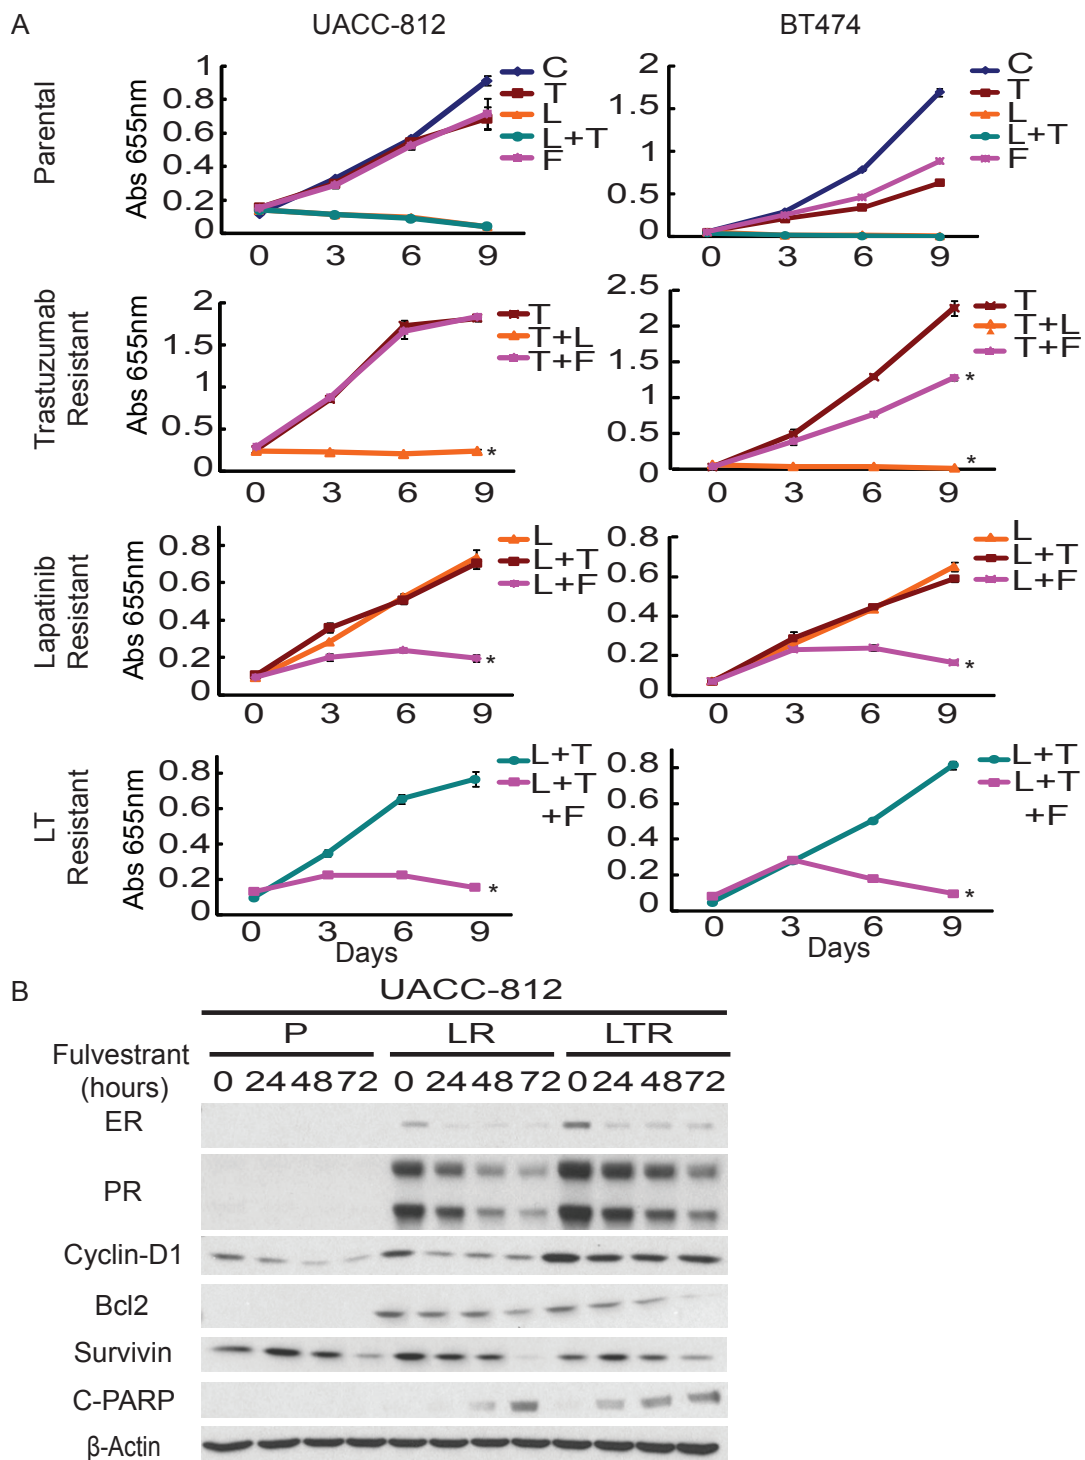 A
UACC-812
BT474
Parental
Abs 655nm
1
0.8
0.6
0.4
0.2
0
0 3 6 9
C
T
L
L+T
F
2
1.5
1
0.5
0
0 3 6 9
C
T
L
L+T
F
Trastuzumab
Resistant
Abs 655nm
2
1.5
1
0.5
0
0 3 6 9
T
T+L
T+F
*
2.5
2
1.5
1
0.5
0
0 3 6 9
T
T+L
T+F
*
*
Lapatinib
Resistant
Abs 655nm
0.8
0.6
0.4
0.2
0
0 3 6 9
L
L+T
L+F
*
0.8
0.6
0.4
0.2
0
0 3 6 9
L
L+T
L+F
*
LT
Resistant
Abs 655nm
0.8
0.6
0.4
0.2
0
0 3 6 9
Days
L+T
L+T
+F
*
0.8
0.6
0.4
0.2
0
0 3 6 9
Days
L+T
L+T
+F
*
B
UACC-812
P LR LTR
Fulvestrant
(hours)
0 24 48 72 0 24 48 72 0 24 48 72
ER
PR
Cyclin-D1
Bcl2
Survivin
C-PARP
β-Actin